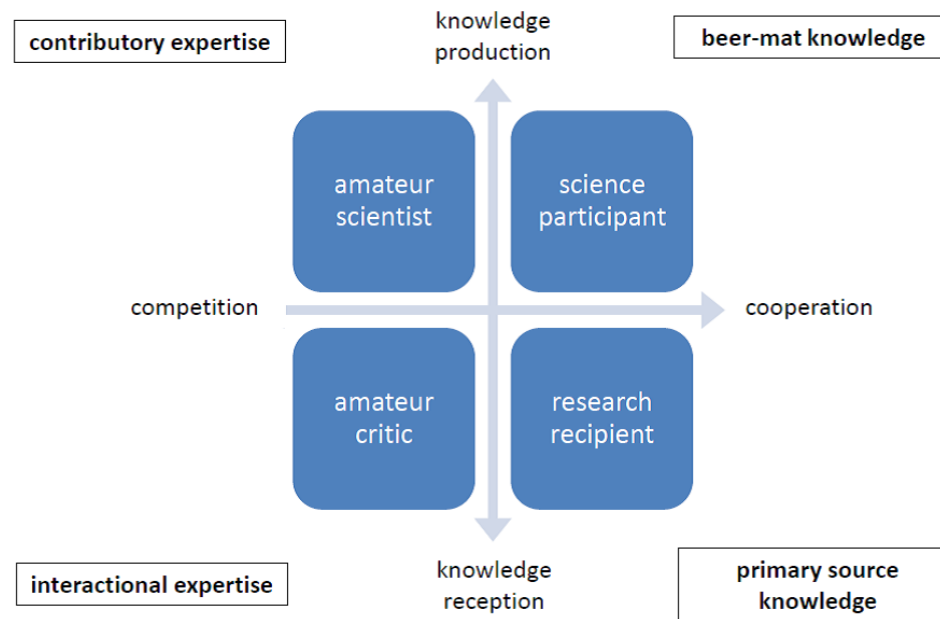 contributory expertise
knowledge
production
beer-mat knowledge
amateur
scientist
science
participant
competition
cooperation
amateur
critic
research
recipient
interactional expertise
knowledge
reception
primary source
knowledge